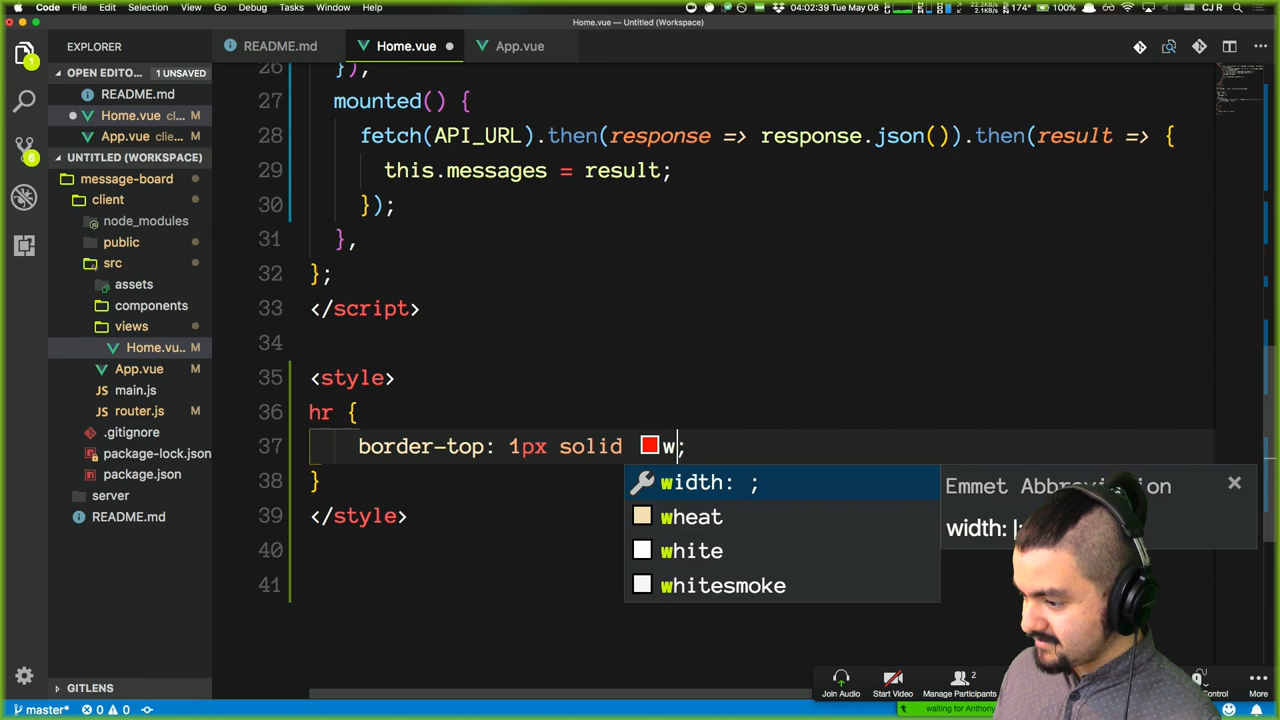 Code File Edit Selection View Go Debug Tasks Window Help
22.2KB/s 2.1KB/s 174° 100% CJ R
04:02:39 Tue May 08
Home.vue — Untitled (Workspace)
EXPLORER
README.md
Home.vue
App.vue
OPEN EDITO... 1 UNSAVED
README.md
Home.vue cl... M
App.vue clie... M
UNTITLED (WORKSPACE)
message-board
client
node_modules
public
src
assets
components
views
Home.vu.. M
App.vue M
main.js
router.js M
.gitignore
package-lock.json
package.json
server
README.md
GITLENS
26 }),
27 mounted() {
28 fetch(API_URL).then(response => response.json()).then(result => {
29 this.messages = result;
30 });
31 },
32 };
33 </script>
34
35 <style>
36 hr {
37 border-top: 1px solid w;
38 }
39 </style>
40
41
width: ;
wheat
white
whitesmoke
Emmet Abbreviation
width:
Join Audio
Start Video
2
Manage Participants
More
waiting for Anthony
master*
0
0
1
6